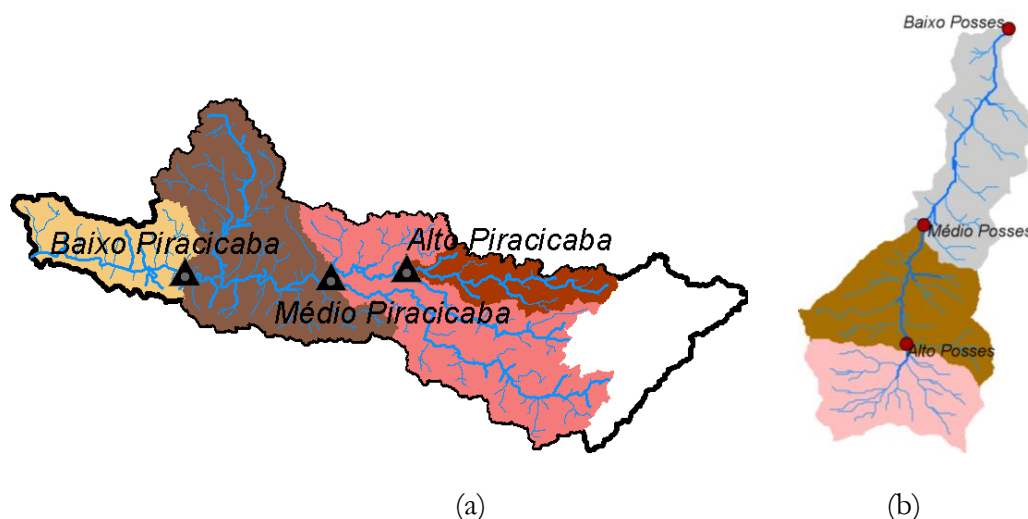 Baixo Posses
Baixo Piracicaba
Alto Piracicaba
Médio Piracicaba
Médio Posses
Alto Posses
(a)
(b)